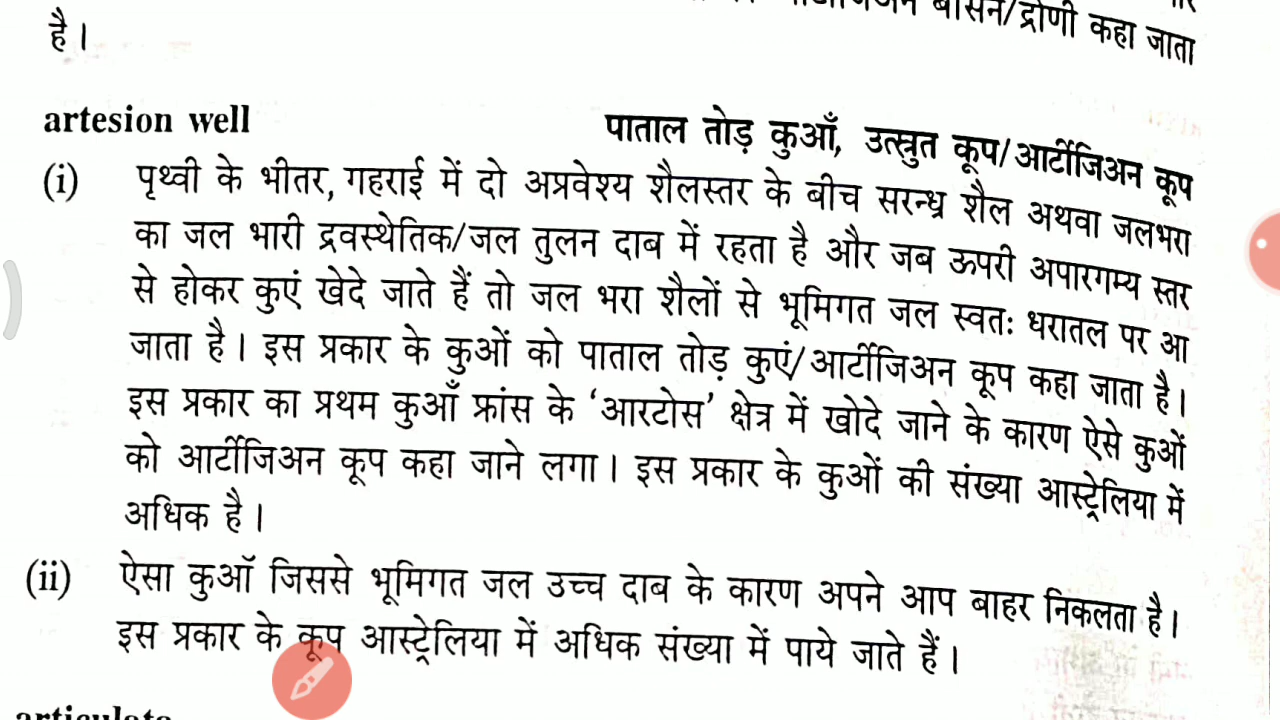 बेसिन/द्रोणी कहा जाता
है।
artesion well
पाताल तोड़ कुआँ, उत्स्रुत कूप/आर्टीजिअन कूप
(i) पृथ्वी के भीतर, गहराई में दो अप्रवेश्य शैलस्तर के बीच सरन्ध्र शैल अथवा जलभरा
का जल भारी द्रवस्थेतिक/जल तुलन दाब में रहता है और जब ऊपरी अपारगम्य स्तर
से होकर कुएं खेदे जाते हैं तो जल भरा शैलों से भूमिगत जल स्वतः धरातल पर आ
जाता है। इस प्रकार के कुओं को पाताल तोड़ कुएं/आर्टीजिअन कूप कहा जाता है।
इस प्रकार का प्रथम कुआँ फ्रांस के ‘आरटोस’ क्षेत्र में खोदे जाने के कारण ऐसे कुओं
को आर्टीजिअन कूप कहा जाने लगा। इस प्रकार के कुओं की संख्या आस्ट्रेलिया में
अधिक है।
(ii) ऐसा कुऑ जिससे भूमिगत जल उच्च दाब के कारण अपने आप बाहर निकलता है।
इस प्रकार के कूप आस्ट्रेलिया में अधिक संख्या में पाये जाते हैं।
articulate